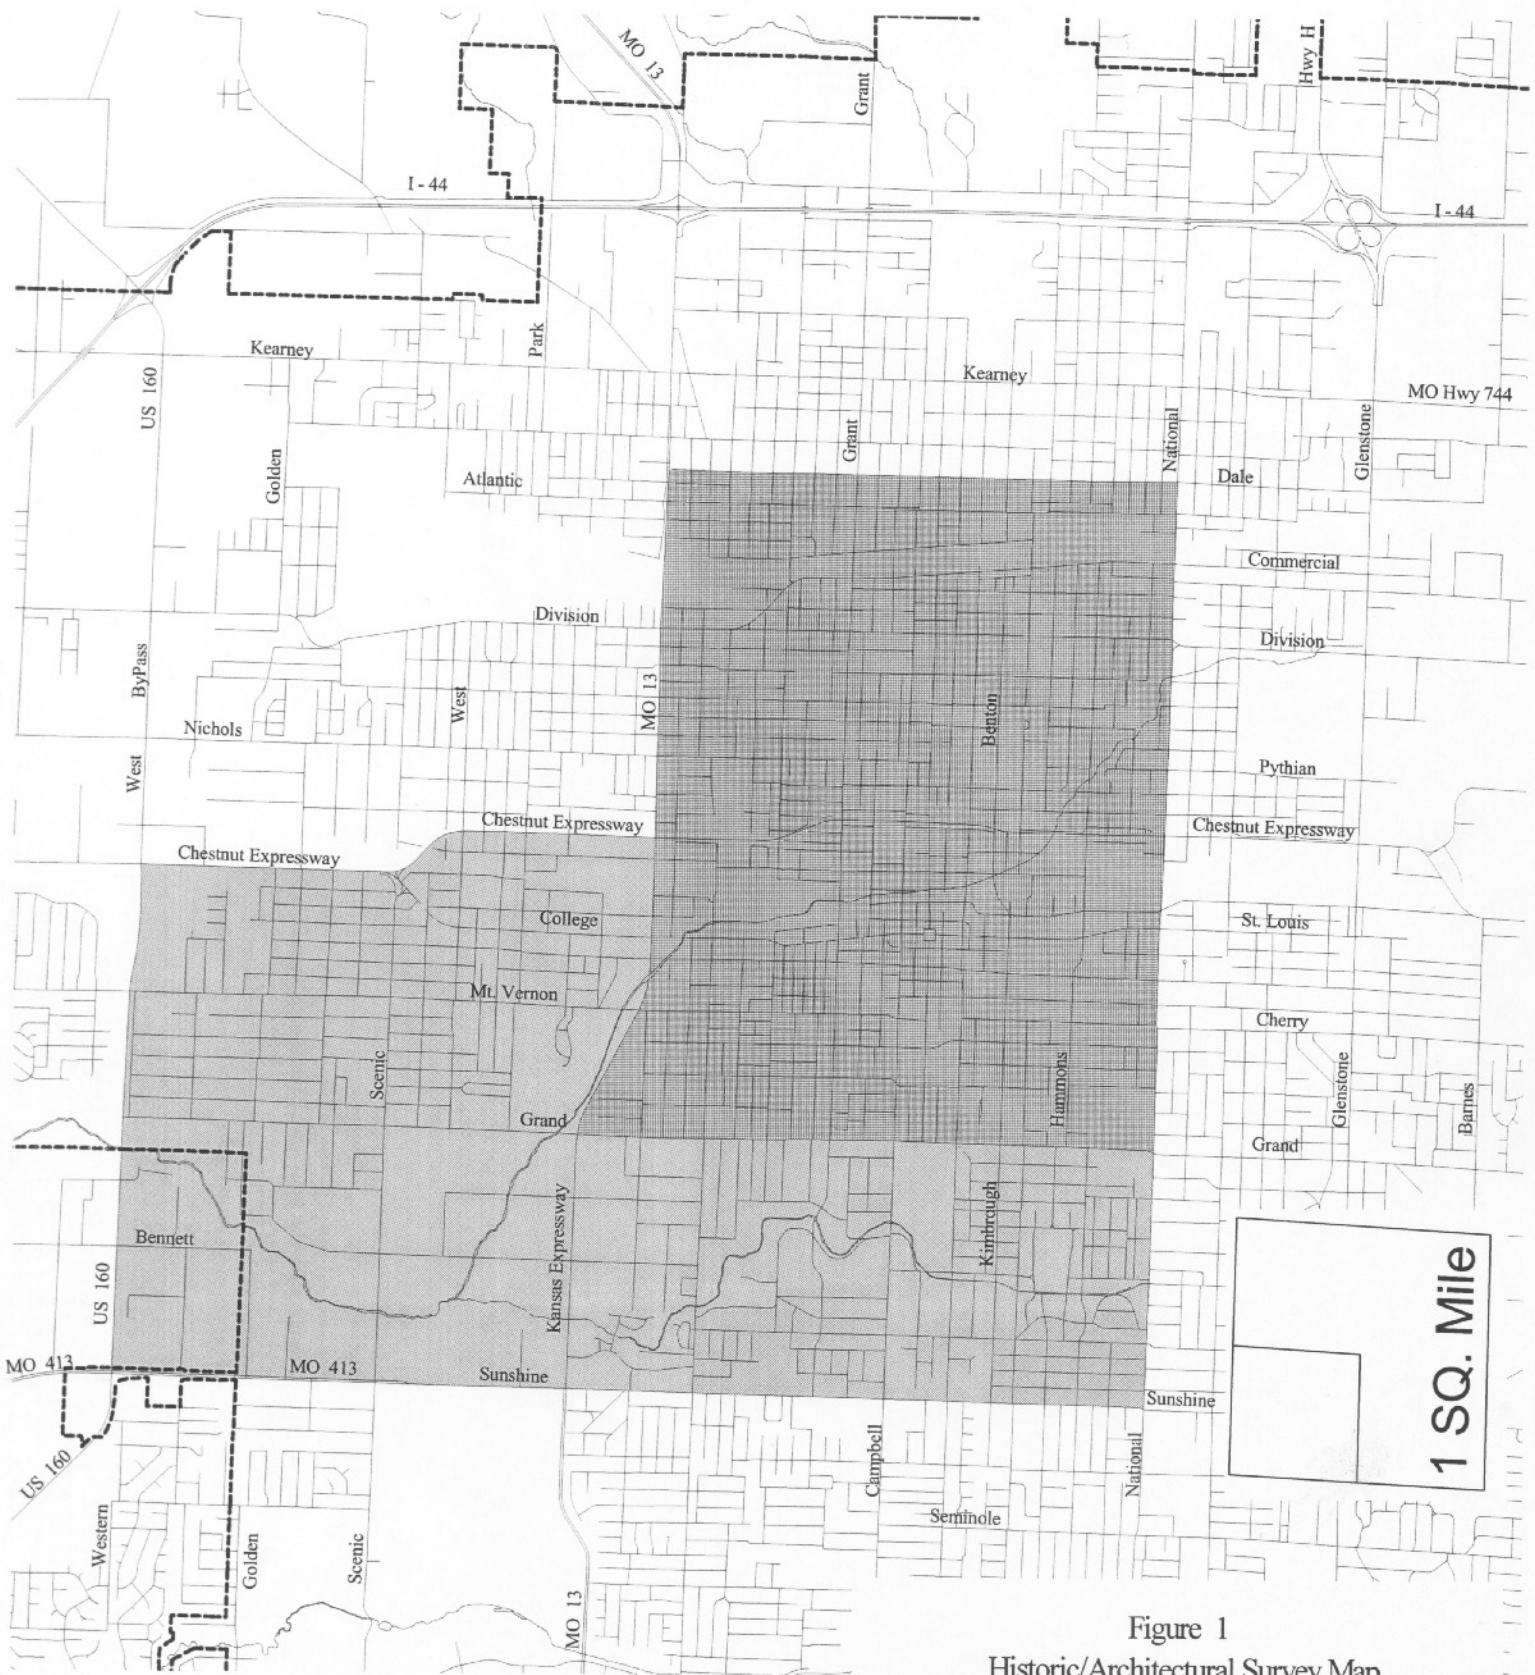 MO 13
Grant
Hwy H
I - 44
I - 44
Park
Kearney
Kearney
US 160
MO Hwy 744
Grant
National
Glenstone
Golden
Atlantic
Dale
Commercial
Division
Division
ByPass
West
MO 13
Benton
Nichols
West
Pythian
Chestnut Expressway
Chestnut Expressway
Chestnut Expressway
College
St. Louis
Mt. Vernon
Cherry
Scenic
Hammons
Glenstone
Barnes
Grand
Grand
Kansas Expressway
Kimbrough
Bennett
US 160
1 SQ. Mile
MO 413
MO 413
Sunshine
Sunshine
US 160
Campbell
National
Western
Golden
Scenic
Seminole
MO 13
Figure 1
Historic/Architectural Survey Map